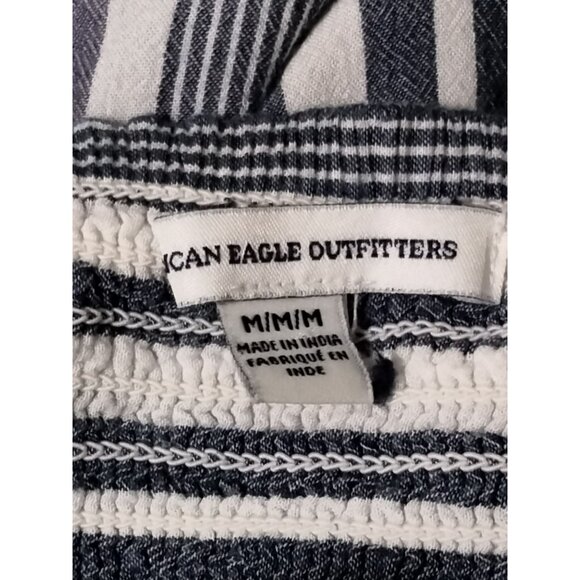 ICAN EAGLE OUTFITTERS
M/M/M
MADE IN INDIA
FABRIQUÉ EN
INDE